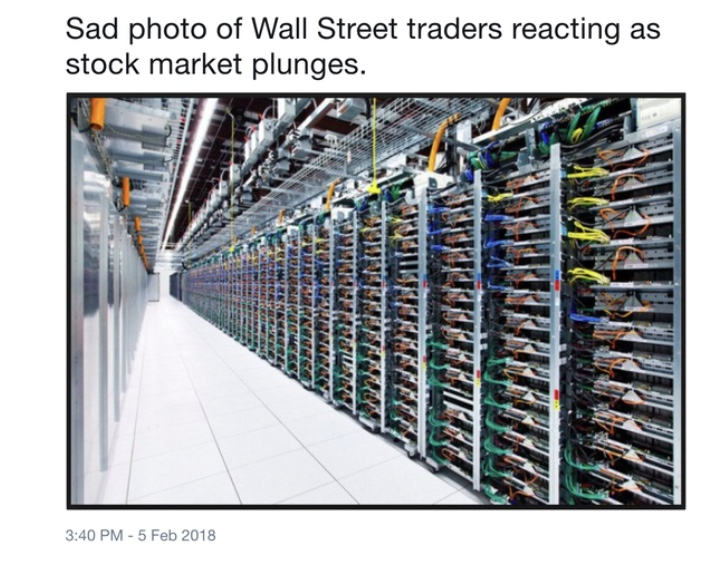 Sad photo of Wall Street traders reacting as
stock market plunges.
3:40 PM - 5 Feb 2018